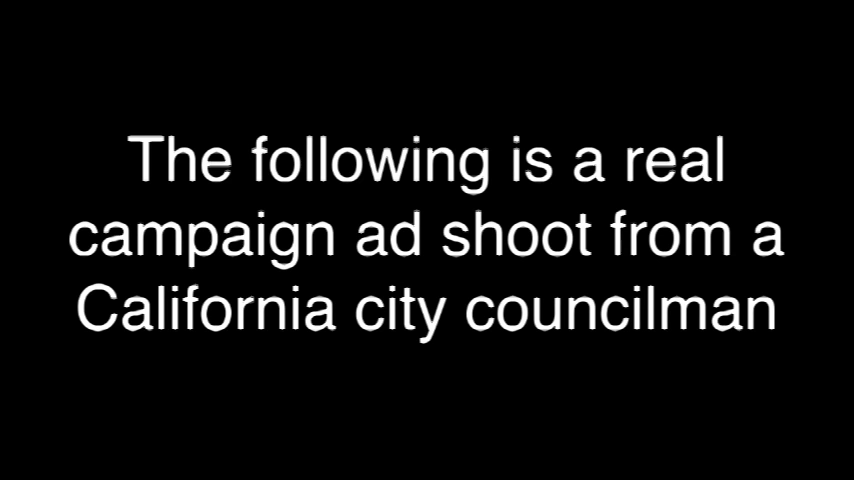 The following is a real
campaign ad shoot from a
California city councilman